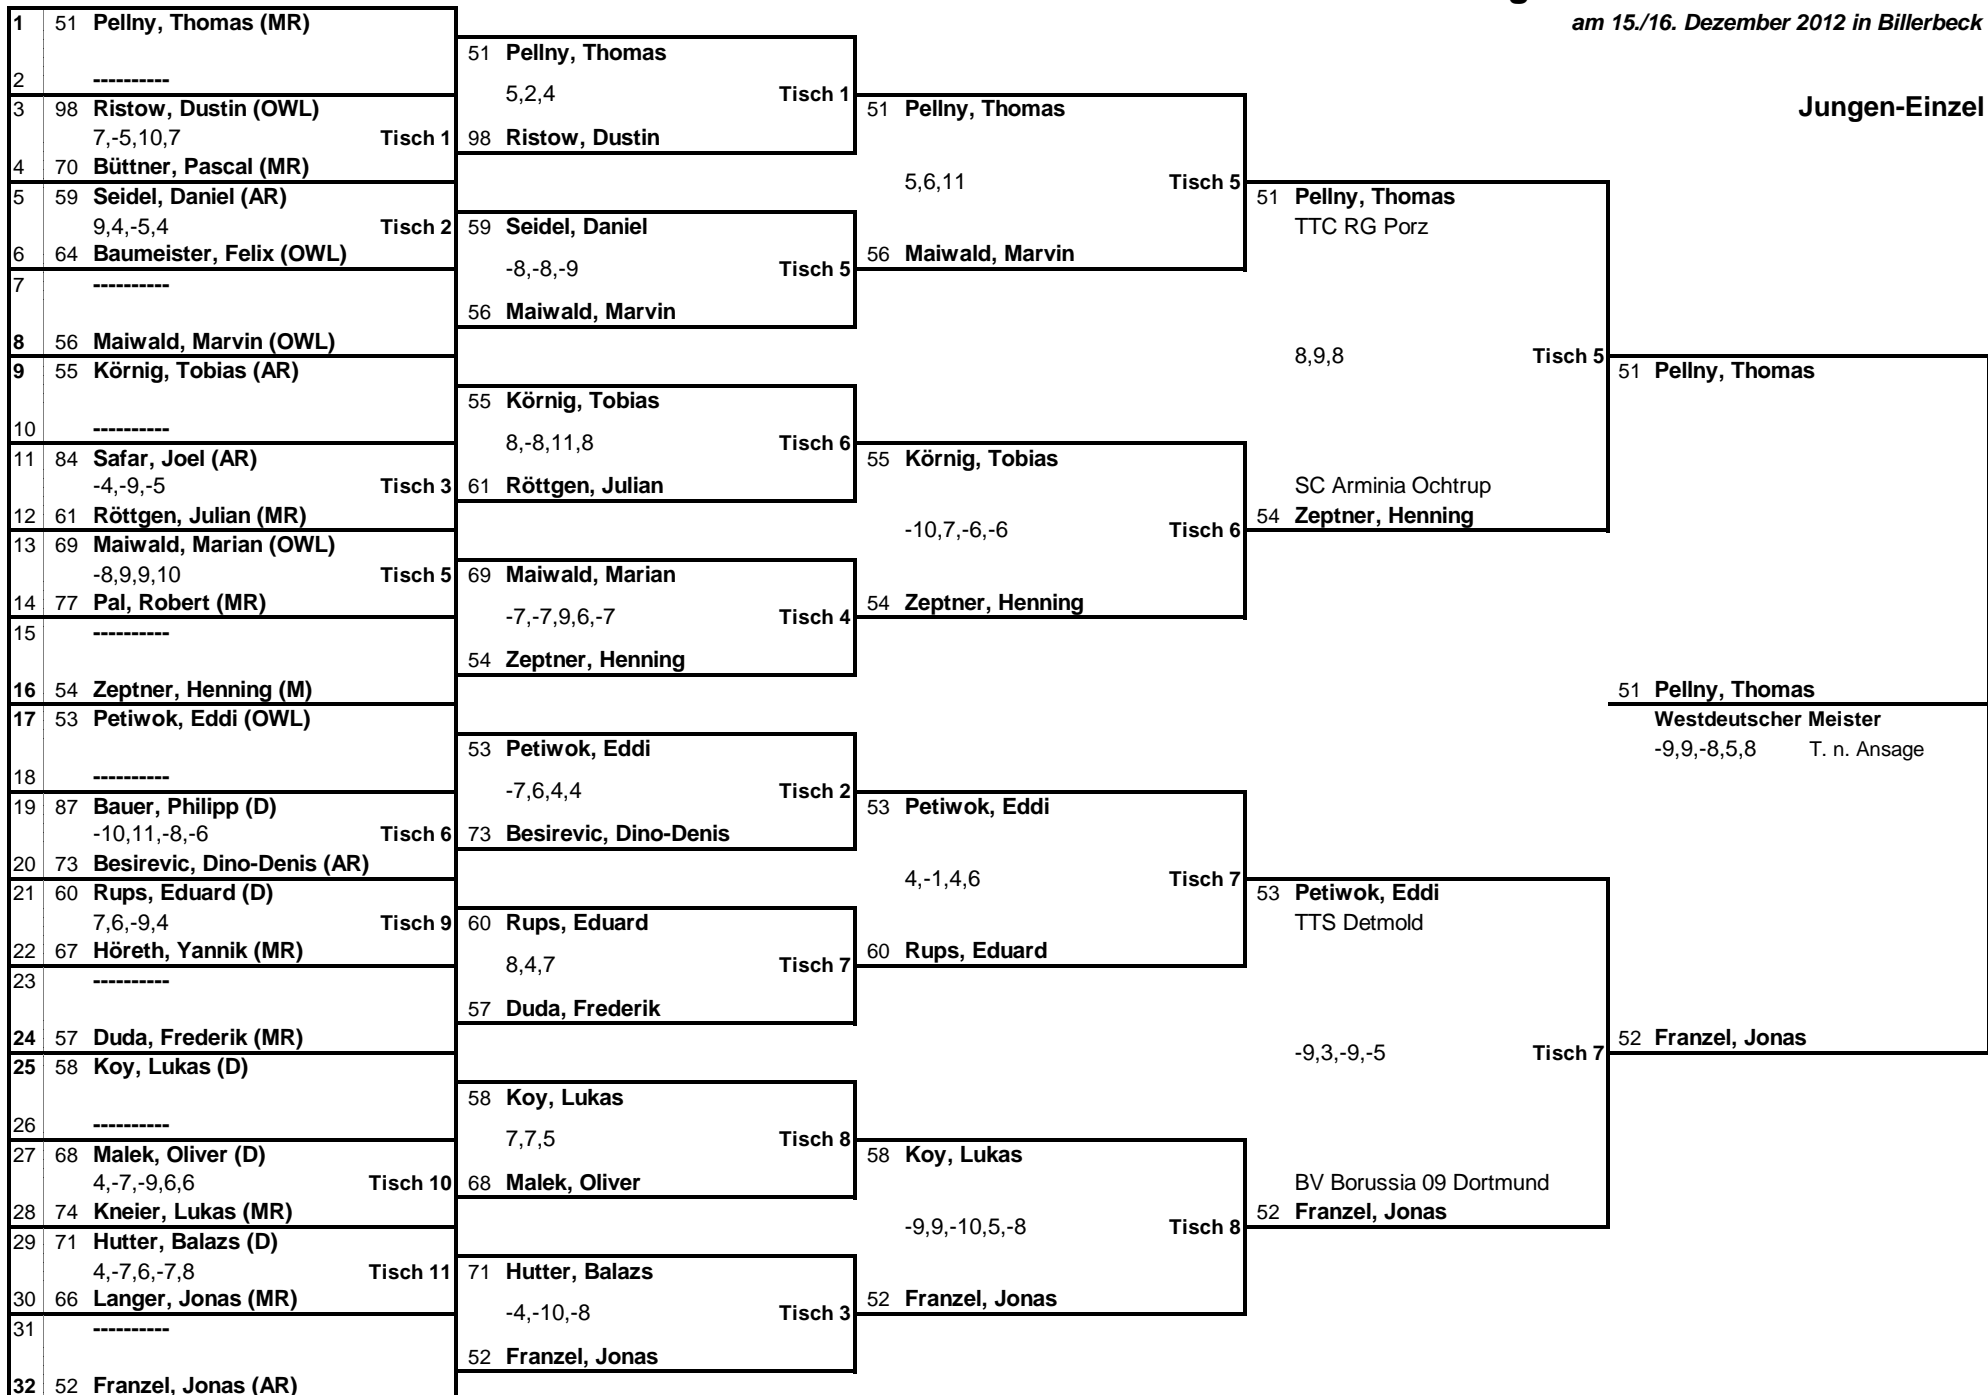 g
am 15./16. Dezember 2012 in Billerbeck
Jungen-Einzel
1 51 Pellny, Thomas (MR)
2 ----------
3 98 Ristow, Dustin (OWL)
7,-5,10,7 Tisch 1
4 70 Büttner, Pascal (MR)
5 59 Seidel, Daniel (AR)
9,4,-5,4 Tisch 2
6 64 Baumeister, Felix (OWL)
7 ----------
8 56 Maiwald, Marvin (OWL)
9 55 Körnig, Tobias (AR)
10 ----------
11 84 Safar, Joel (AR)
-4,-9,-5 Tisch 3
12 61 Röttgen, Julian (MR)
13 69 Maiwald, Marian (OWL)
-8,9,9,10 Tisch 5
14 77 Pal, Robert (MR)
15 ----------
16 54 Zeptner, Henning (M)
17 53 Petiwok, Eddi (OWL)
18 ----------
19 87 Bauer, Philipp (D)
-10,11,-8,-6 Tisch 6
20 73 Besirevic, Dino-Denis (AR)
21 60 Rups, Eduard (D)
7,6,-9,4 Tisch 9
22 67 Höreth, Yannik (MR)
23 ----------
24 57 Duda, Frederik (MR)
25 58 Koy, Lukas (D)
26 ----------
27 68 Malek, Oliver (D)
4,-7,-9,6,6 Tisch 10
28 74 Kneier, Lukas (MR)
29 71 Hutter, Balazs (D)
4,-7,6,-7,8 Tisch 11
30 66 Langer, Jonas (MR)
31 ----------
32 52 Franzel, Jonas (AR)
51 Pellny, Thomas
5,2,4 Tisch 1
98 Ristow, Dustin
59 Seidel, Daniel
-8,-8,-9 Tisch 5
56 Maiwald, Marvin
55 Körnig, Tobias
8,-8,11,8 Tisch 6
61 Röttgen, Julian
69 Maiwald, Marian
-7,-7,9,6,-7 Tisch 4
54 Zeptner, Henning
53 Petiwok, Eddi
-7,6,4,4 Tisch 2
73 Besirevic, Dino-Denis
60 Rups, Eduard
8,4,7 Tisch 7
57 Duda, Frederik
58 Koy, Lukas
7,7,5 Tisch 8
68 Malek, Oliver
71 Hutter, Balazs
-4,-10,-8 Tisch 3
52 Franzel, Jonas
51 Pellny, Thomas
5,6,11 Tisch 5
56 Maiwald, Marvin
55 Körnig, Tobias
-10,7,-6,-6 Tisch 6
54 Zeptner, Henning
53 Petiwok, Eddi
4,-1,4,6 Tisch 7
60 Rups, Eduard
58 Koy, Lukas
-9,9,-10,5,-8 Tisch 8
52 Franzel, Jonas
51 Pellny, Thomas
TTC RG Porz
8,9,8 Tisch 5
SC Arminia Ochtrup
54 Zeptner, Henning
53 Petiwok, Eddi
TTS Detmold
-9,3,-9,-5 Tisch 7
BV Borussia 09 Dortmund
52 Franzel, Jonas
51 Pellny, Thomas
51 Pellny, Thomas
Westdeutscher Meister
-9,9,-8,5,8 T. n. Ansage
52 Franzel, Jonas